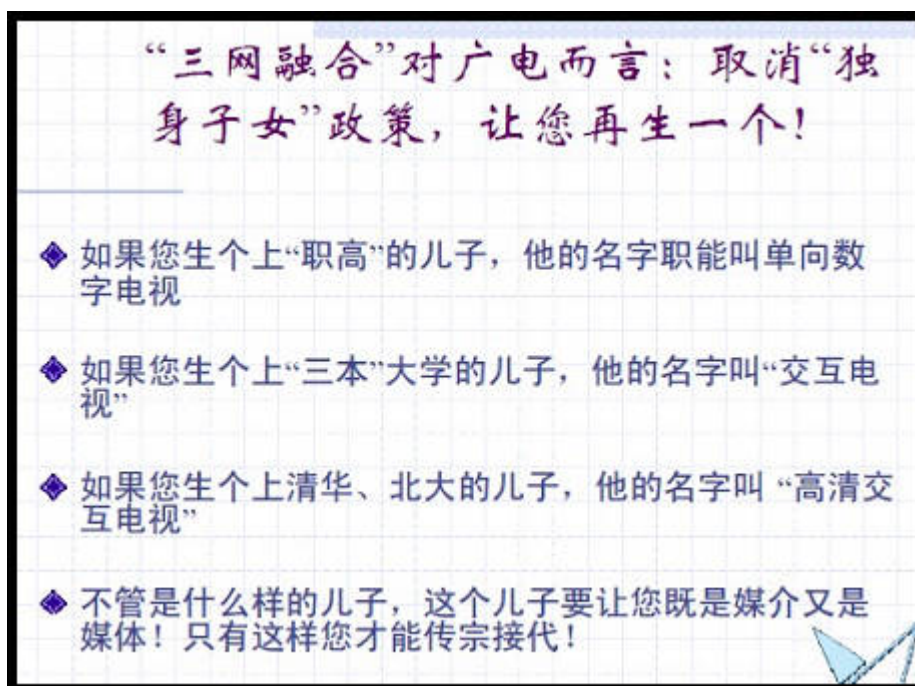 “三网融合”对广电而言：取消“独
身子女”政策，让您再生一个！
如果您生个上“职高”的儿子，他的名字职能叫单向数
字电视
如果您生个上“三本”大学的儿子，他的名字叫“交互电
视”
如果您生个上清华、北大的儿子，他的名字叫 “高清交
互电视”
不管是什么样的儿子，这个儿子要让您既是媒介又是
媒体！只有这样您才能传宗接代！